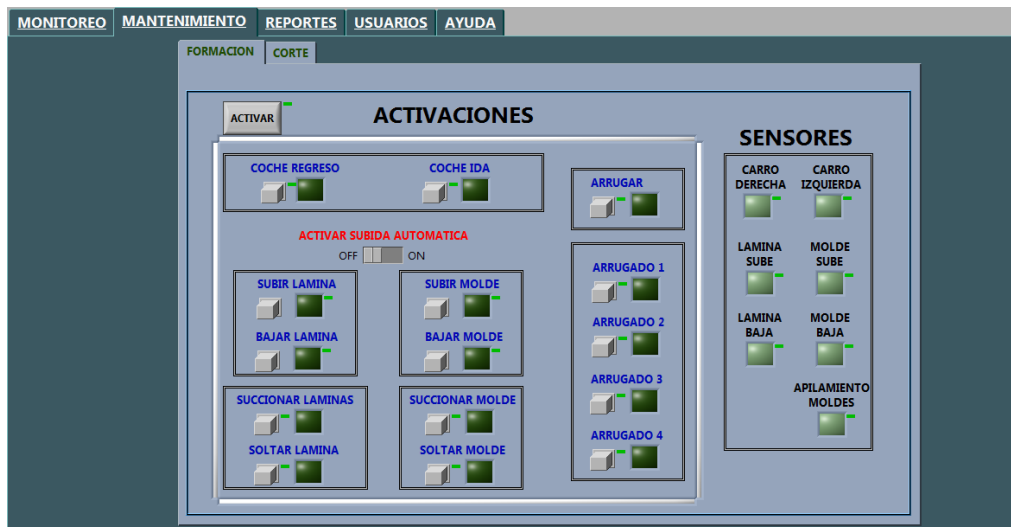 MONITOREO MANTENIMIENTO REPORTES USUARIOS AYUDA
FORMACION CORTE
ACTIVAR
ACTIVACIONES
COCHE REGRESO COCHE IDA
ACTIVAR SUBIDA AUTOMATICA
OFF ON
SUBIR LAMINA SUBIR MOLDE
BAJAR LAMINA BAJAR MOLDE
SUCCIONAR LAMINAS SUCCIONAR MOLDE
SOLTAR LAMINA SOLTAR MOLDE
ARRUGAR
ARRUGADO 1
ARRUGADO 2
ARRUGADO 3
ARRUGADO 4
SENSORES
CARRO CARRO
DERECHA IZQUIERDA
LAMINA MOLDE
SUBE SUBE
LAMINA MOLDE
BAJA BAJA
APILAMIENTO
MOLDES